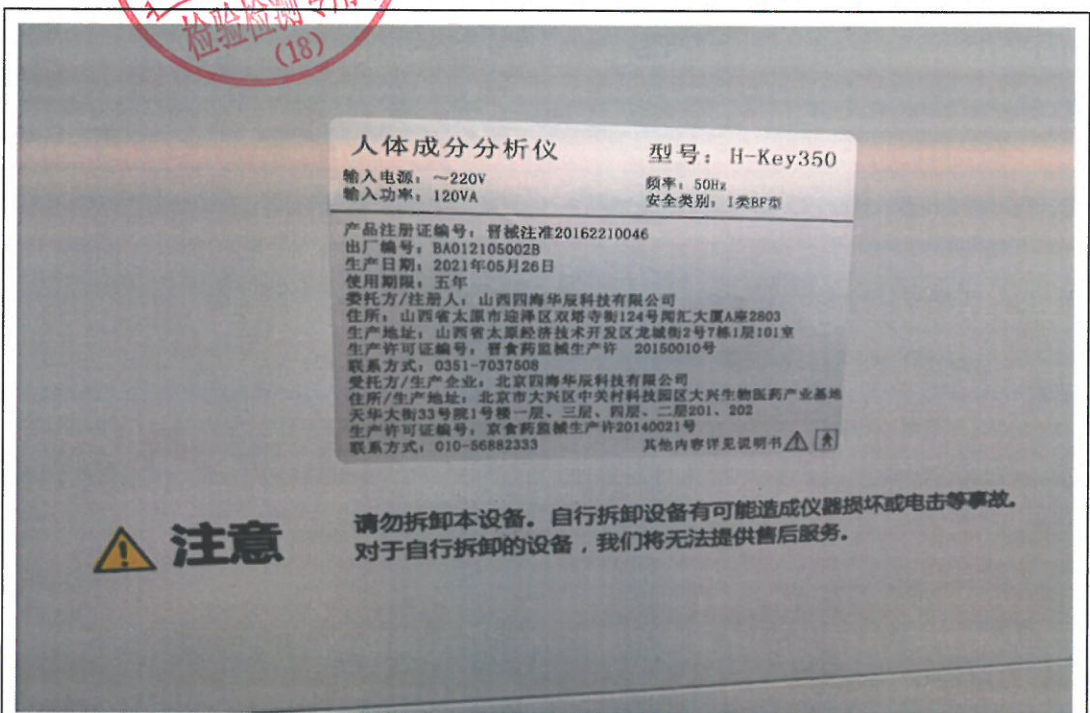 检验检测专用
(18)
人体成分分析仪
型号：H-Key350
输入电源：～220V
频率：50Hz
输入功率：120VA
安全类别：I类BF型
产品注册证编号：晋械注准20162210046
出厂编号：BA012105002B
生产日期：2021年05月26日
使用期限：五年
委托方/注册人：山西四海华辰科技有限公司
住所：山西省太原市迎泽区双塔寺街124号闻汇大厦A座2803
生产地址：山西省太原经济技术开发区龙城街2号7栋1层101室
生产许可证编号：晋食药监械生产许 20150010号
联系方式：0351-7037508
受托方/生产企业：北京四海华辰科技有限公司
住所/生产地址：北京市大兴区中关村科技园区大兴生物医药产业基地
天华大街33号院1号楼一层、三层、四层、二层201、202
生产许可证编号：京食药监械生产许20140021号
联系方式：010-56882333
其他内容详见说明书
注意
请勿拆卸本设备。自行拆卸设备有可能造成仪器损坏或电击等事故。
对于自行拆卸的设备，我们将无法提供售后服务。